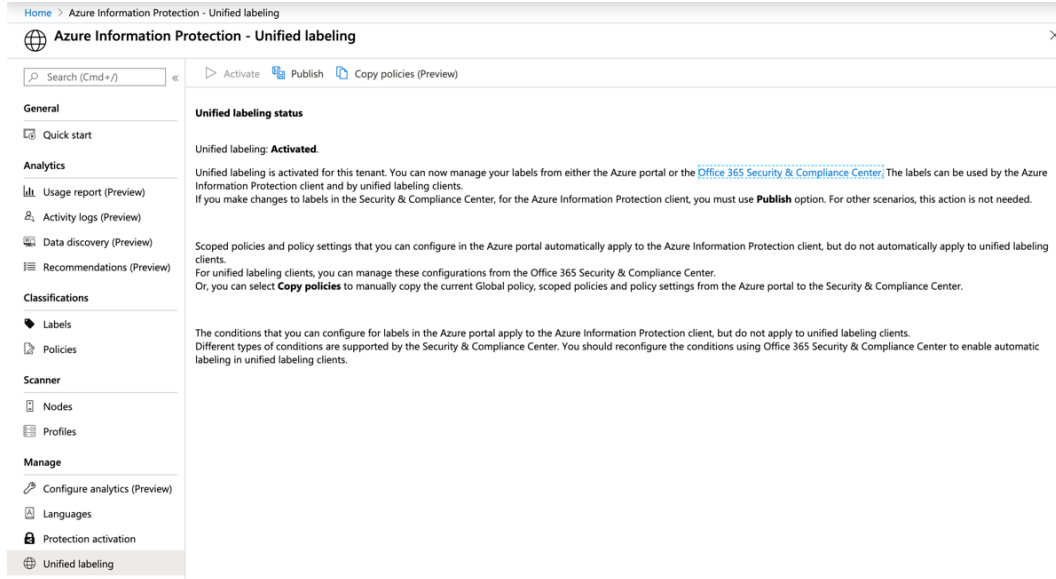 Home > Azure Information Protection - Unified labeling
Azure Information Protection - Unified labeling
Search (Cmd+/)
«
Activate
Publish
Copy policies (Preview)
General
Quick start
Analytics
Usage report (Preview)
Activity logs (Preview)
Data discovery (Preview)
Recommendations (Preview)
Classifications
Labels
Policies
Scanner
Nodes
Profiles
Manage
Configure analytics (Preview)
Languages
Protection activation
Unified labeling
Unified labeling status
Unified labeling: Activated.
Unified labeling is activated for this tenant. You can now manage your labels from either the Azure portal or the Office 365 Security & Compliance Center. The labels can be used by the Azure
Information Protection client and by unified labeling clients.
If you make changes to labels in the Security & Compliance Center, for the Azure Information Protection client, you must use Publish option. For other scenarios, this action is not needed.
Scoped policies and policy settings that you can configure in the Azure portal automatically apply to the Azure Information Protection client, but do not automatically apply to unified labeling
clients.
For unified labeling clients, you can manage these configurations from the Office 365 Security & Compliance Center.
Or, you can select Copy policies to manually copy the current Global policy, scoped policies and policy settings from the Azure portal to the Security & Compliance Center.
The conditions that you can configure for labels in the Azure portal apply to the Azure Information Protection client, but do not apply to unified labeling clients.
Different types of conditions are supported by the Security & Compliance Center. You should reconfigure the conditions using Office 365 Security & Compliance Center to enable automatic
labeling in unified labeling clients.